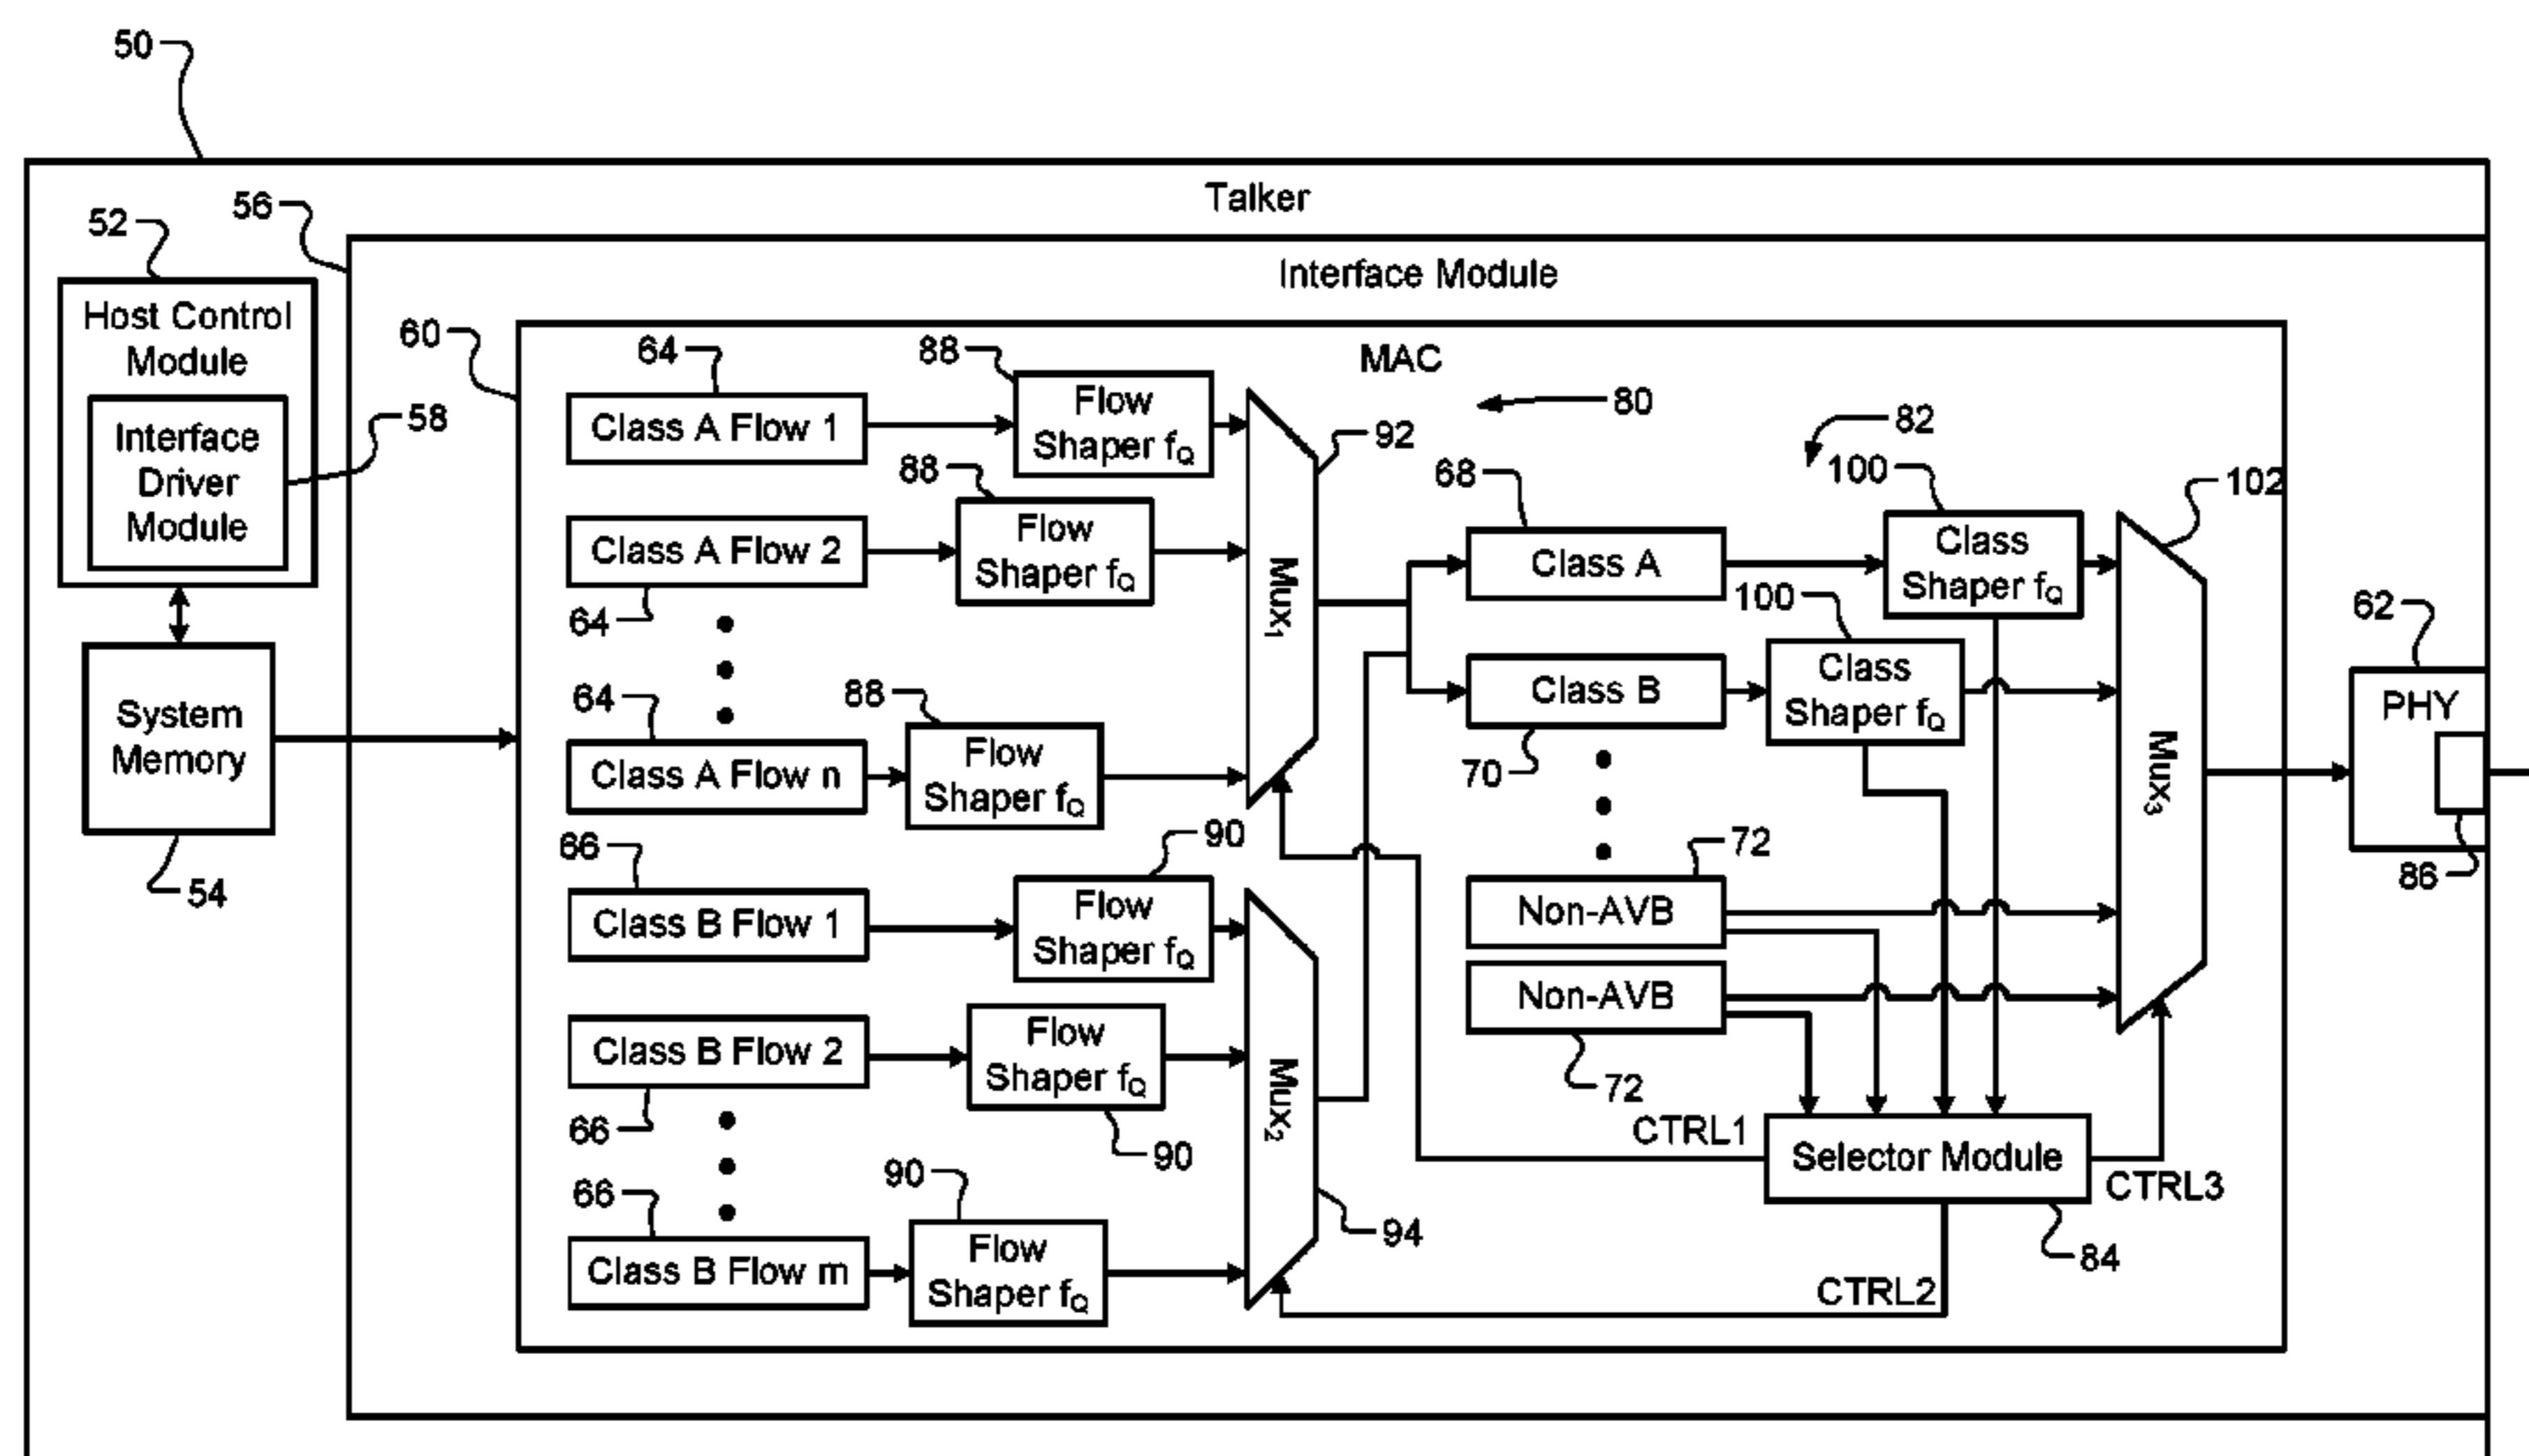 50
Talker
56
52
Interface Module
Host Control
Module
Interface
Driver
Module
58
60
MAC
64
88
Class A Flow 1
Flow
Shaper fQ
92
80
82
88
Class A Flow 2
Flow
Shaper fQ
64
Mux1
68
100
102
Class A
Class
Shaper fQ
100
64
88
Class A Flow n
Flow
Shaper fQ
Class B
Class
Shaper fQ
70
Mux3
62
PHY
86
System
Memory
54
66
90
Class B Flow 1
Flow
Shaper fQ
72
Non-AVB
Non-AVB
72
Class B Flow 2
Flow
Shaper fQ
66
90
Mux2
CTRL1
Selector Module
CTRL3
84
66
90
94
Class B Flow m
Flow
Shaper fQ
CTRL2